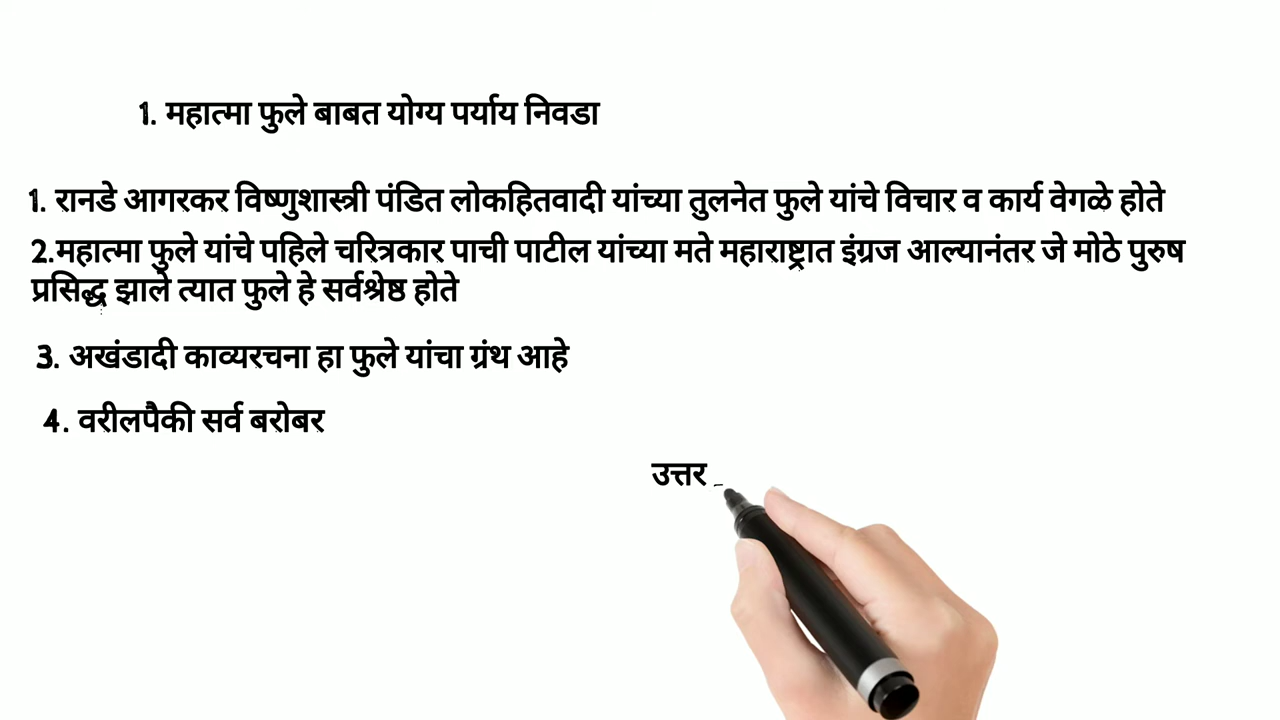 1. महात्मा फुले बाबत योग्य पर्याय निवडा
1. रानडे आगरकर विष्णुशास्त्री पंडित लोकहितवादी यांच्या तुलनेत फुले यांचे विचार व कार्य वेगळे होते
2.महात्मा फुले यांचे पहिले चरित्रकार पाची पाटील यांच्या मते महाराष्ट्रात इंग्रज आल्यानंतर जे मोठे पुरुष
प्रसिद्ध झाले त्यात फुले हे सर्वश्रेष्ठ होते
3. अखंडादी काव्यरचना हा फुले यांचा ग्रंथ आहे
4. वरीलपैकी सर्व बरोबर
उत्तर -